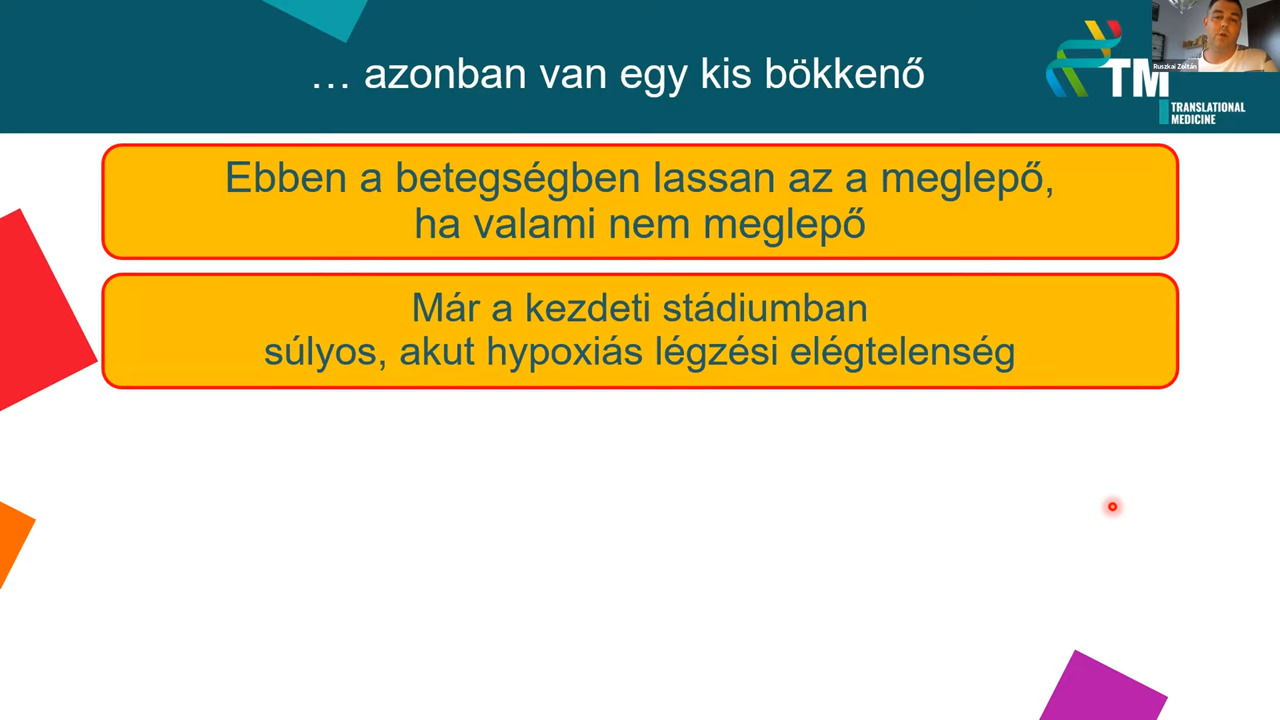 … azonban van egy kis bökkenő
Ruszkai Zoltán
TM
TRANSLATIONAL
MEDICINE
Ebben a betegségben lassan az a meglepő,
ha valami nem meglepő
Már a kezdeti stádiumban
súlyos, akut hypoxiás légzési elégtelenség